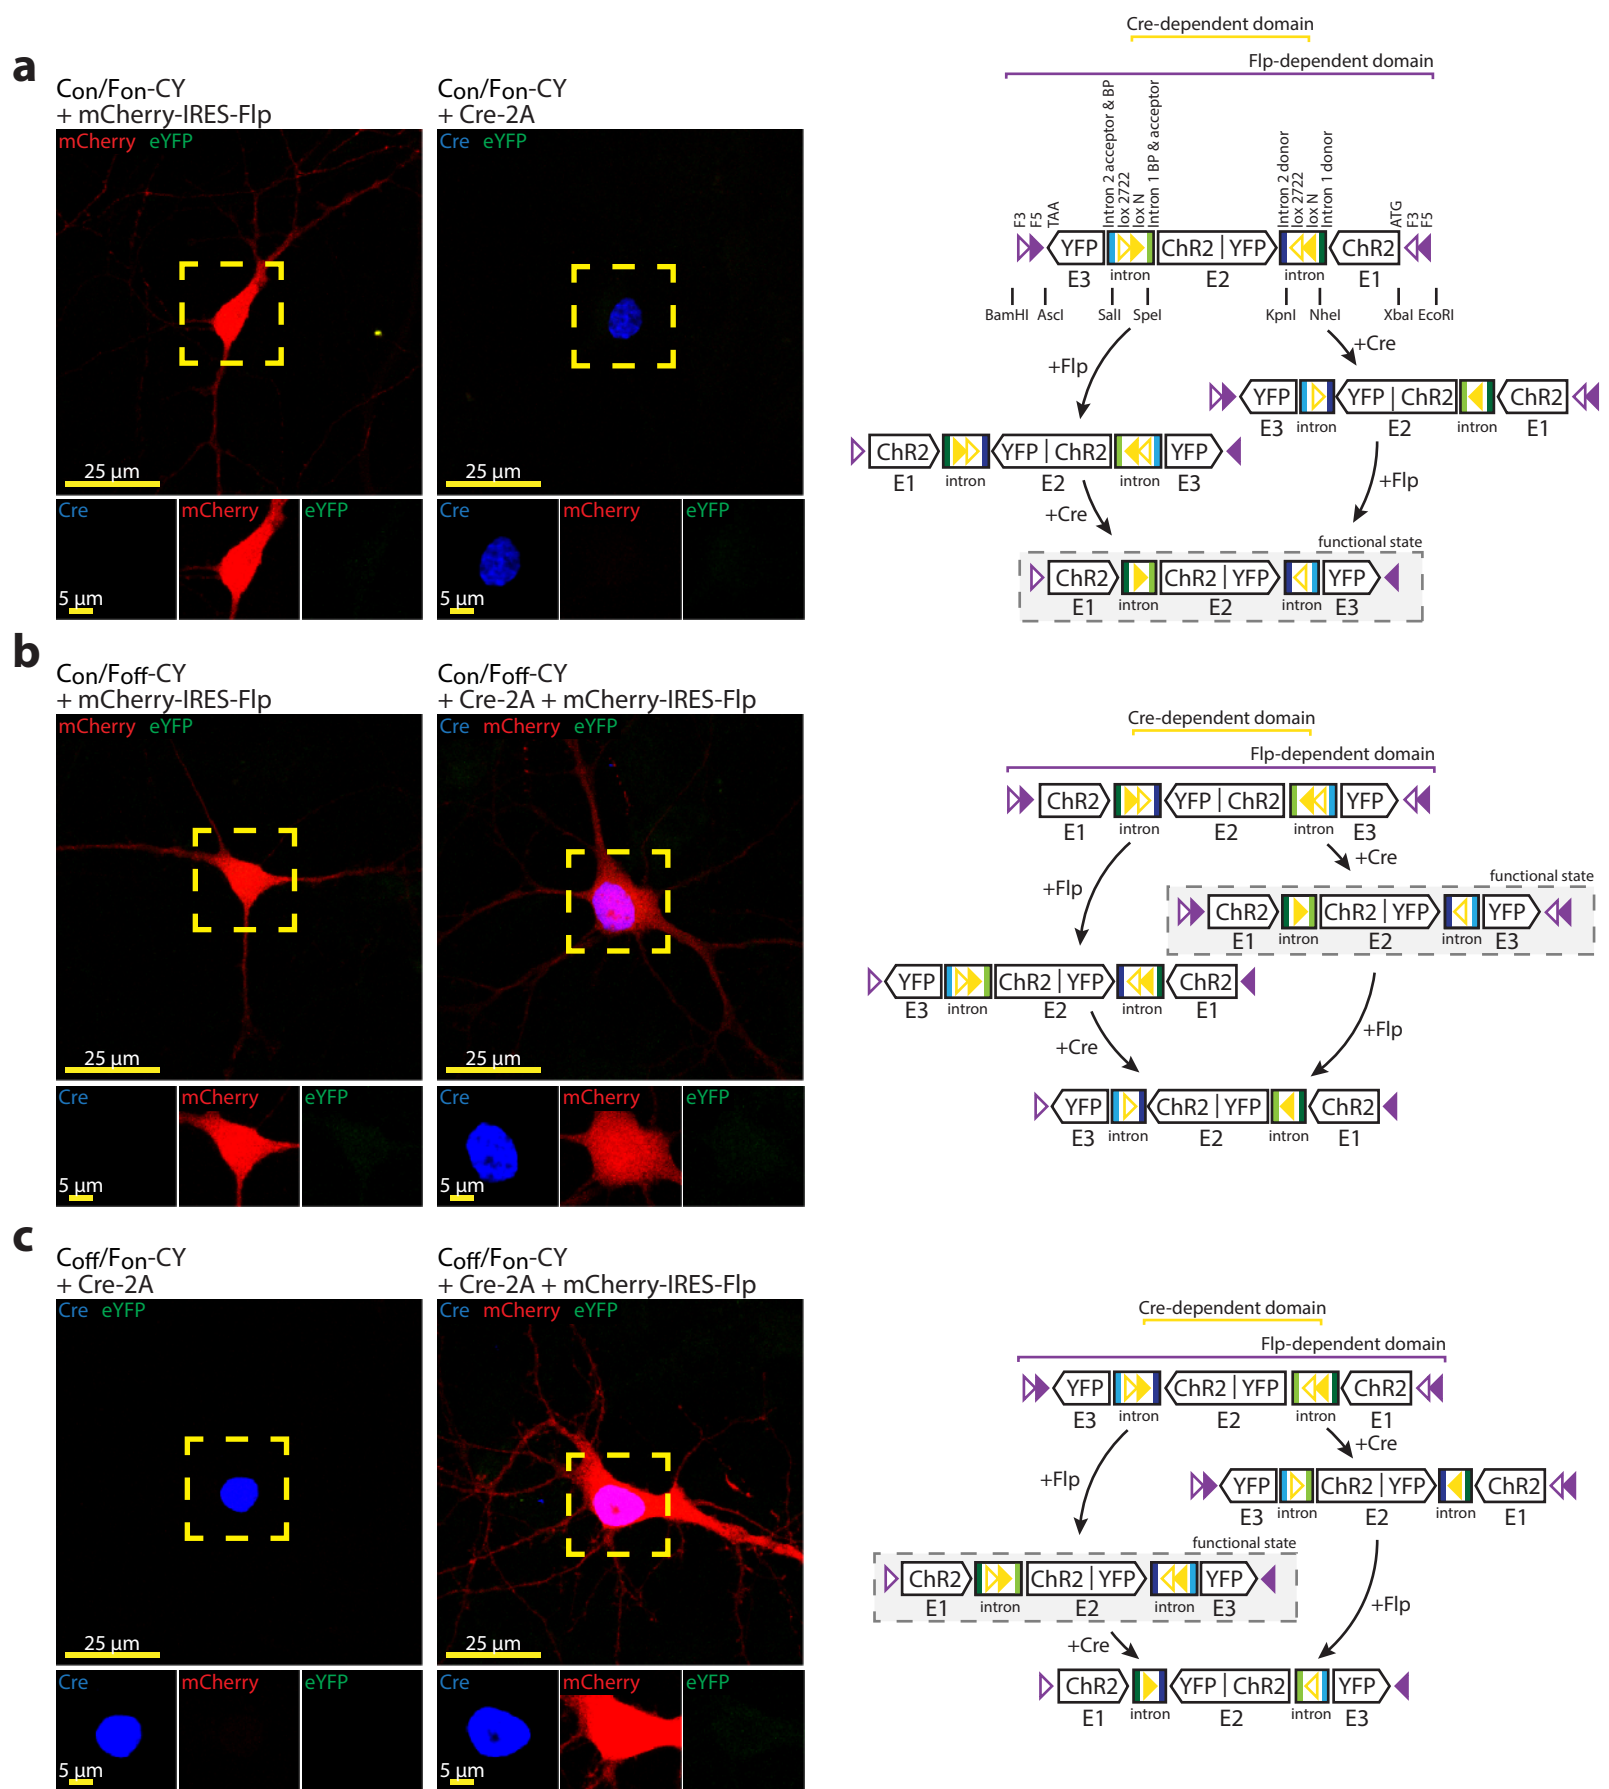 a
Con/Fon-CY
+ mCherry-IRES-Flp
mCherry eYFP
25 µm
Cre
mCherry
eYFP
5 µm
Con/Fon-CY
+ Cre-2A
Cre eYFP
25 µm
Cre
mCherry
eYFP
5 µm
Cre-dependent domain
Flp-dependent domain
F3
F5
TAA
Intron 2 acceptor & BP
lox 2722
lox N
Intron 1 BP & acceptor
Intron 2 donor
lox 2722
lox N
Intron 1 donor
ATG
F3
F5
YFP ChR2 | YFP ChR2
E3 intron E2 intron E1
BamHI AscI SalI SpeI KpnI NheI XbaI EcoRI
+Flp
+Cre
YFP YFP | ChR2 ChR2
E3 intron E2 intron E1
ChR2 YFP | ChR2 YFP
E1 intron E2 intron E3
+Cre
+Flp
functional state
ChR2 ChR2 | YFP YFP
E1 intron E2 intron E3
b
Con/Foff-CY
+ mCherry-IRES-Flp
mCherry eYFP
25 µm
Cre
mCherry
eYFP
5 µm
Con/Foff-CY
+ Cre-2A + mCherry-IRES-Flp
Cre mCherry eYFP
25 µm
Cre
mCherry
eYFP
5 µm
Cre-dependent domain
Flp-dependent domain
ChR2 YFP | ChR2 YFP
E1 intron E2 intron E3
+Flp
+Cre
functional state
ChR2 ChR2 | YFP YFP
E1 intron E2 intron E3
YFP ChR2 | YFP ChR2
E3 intron E2 intron E1
+Cre
+Flp
YFP ChR2 | YFP ChR2
E3 intron E2 intron E1
c
Coff/Fon-CY
+ Cre-2A
Cre eYFP
25 µm
Cre
mCherry
eYFP
5 µm
Coff/Fon-CY
+ Cre-2A + mCherry-IRES-Flp
Cre mCherry eYFP
25 µm
Cre
mCherry
eYFP
5 µm
Cre-dependent domain
Flp-dependent domain
YFP ChR2 | YFP ChR2
E3 intron E2 intron E1
+Flp
+Cre
YFP ChR2 | YFP ChR2
E3 intron E2 intron E1
functional state
ChR2 ChR2 | YFP YFP
E1 intron E2 intron E3
+Cre
+Flp
ChR2 YFP | ChR2 YFP
E1 intron E2 intron E3